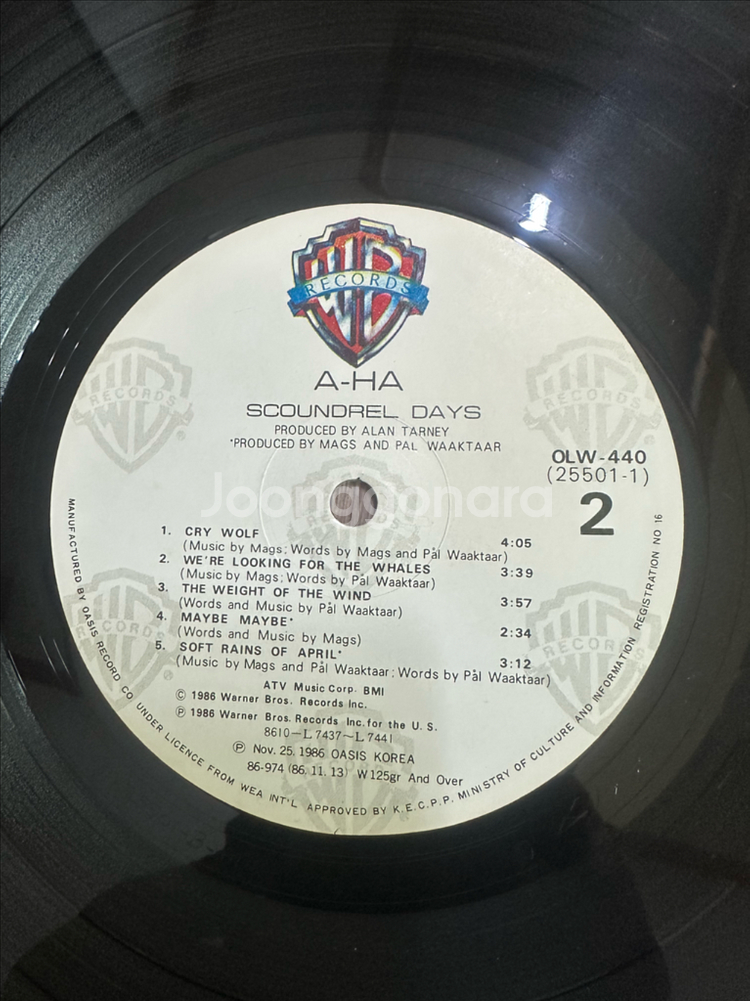 WB
RECORDS
A-HA
SCOUNDREL DAYS
PRODUCED BY ALAN TARNEY
*PRODUCED BY MAGS AND PAL WAAKTAAR
OLW-440
(25501-1)
2
Joongoonara
1. CRY WOLF 4:05
(Music by Mags; Words by Mags and Pål Waaktaar)
2. WE'RE LOOKING FOR THE WHALES 3:39
(Music by Mags; Words by Pål Waaktaar)
3. THE WEIGHT OF THE WIND 3:57
(Words and Music by Pål Waaktaar)
4. MAYBE MAYBE* 2:34
(Words and Music by Mags)
5. SOFT RAINS OF APRIL* 3:12
(Music by Mags and Pål Waaktaar; Words by Pål Waaktaar)
ATV Music Corp. BMI
© 1986 Warner Bros. Records Inc.
℗ 1986 Warner Bros. Records Inc. for the U.S.
8610-L7437~L7441
℗ Nov. 25. 1986 OASIS KOREA
86-974 (86. 11. 13) W125gr And Over
MANUFACTURED BY OASIS RECORD CO UNDER LICENCE FROM WEA INT'L APPROVED BY K.E.C.P.P. MINISTRY OF CULTURE AND INFORMATION REGISTRATION NO 16